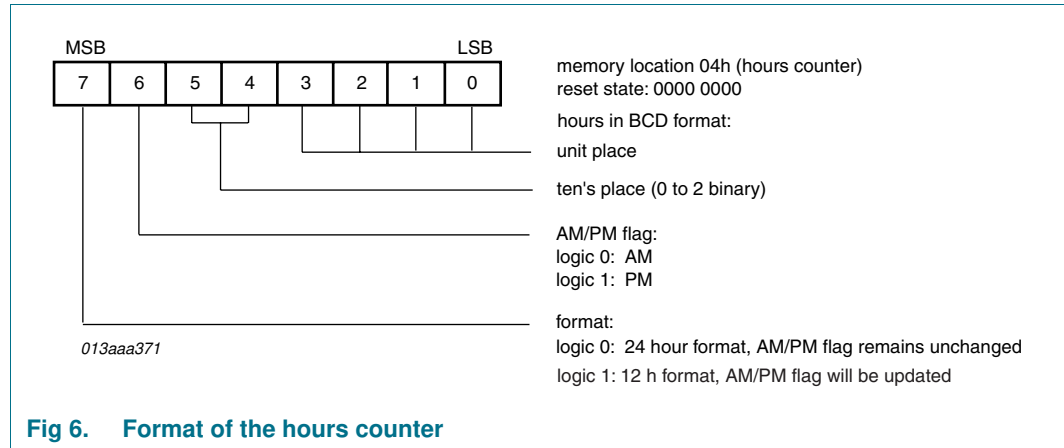 MSB LSB
7 6 5 4 3 2 1 0
memory location 04h (hours counter)
reset state: 0000 0000
hours in BCD format:
unit place
ten's place (0 to 2 binary)
AM/PM flag:
logic 0: AM
logic 1: PM
format:
logic 0: 24 hour format, AM/PM flag remains unchanged
logic 1: 12 h format, AM/PM flag will be updated
013aaa371
Fig 6. Format of the hours counter